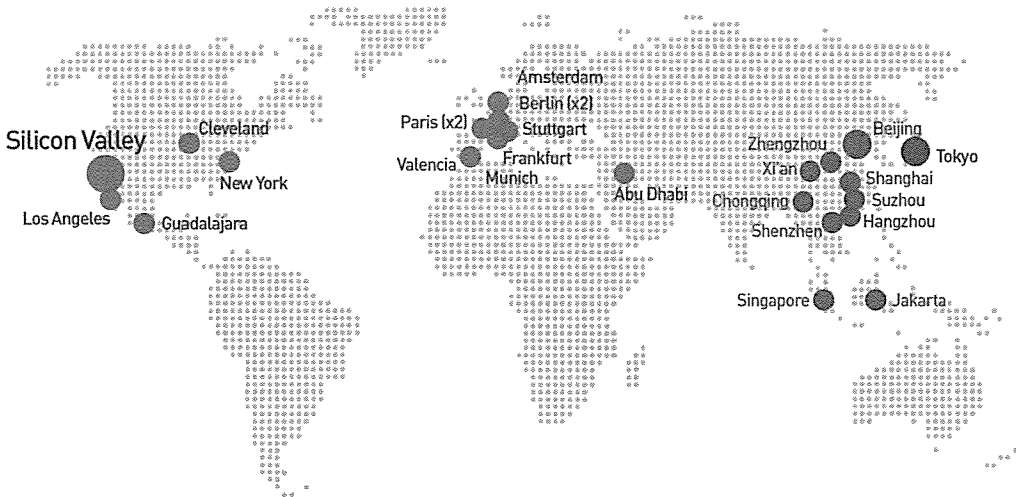 Amsterdam
Berlin (x2)
Paris (x2)
Stuttgart
Frankfurt
Valencia
Munich
Silicon Valley
Cleveland
New York
Los Angeles
Guadalajara
Abu Dhabi
Beijing
Zhengzhou
Tokyo
Xi'an
Shanghai
Chongqing
Suzhou
Hangzhou
Shenzhen
Singapore
Jakarta